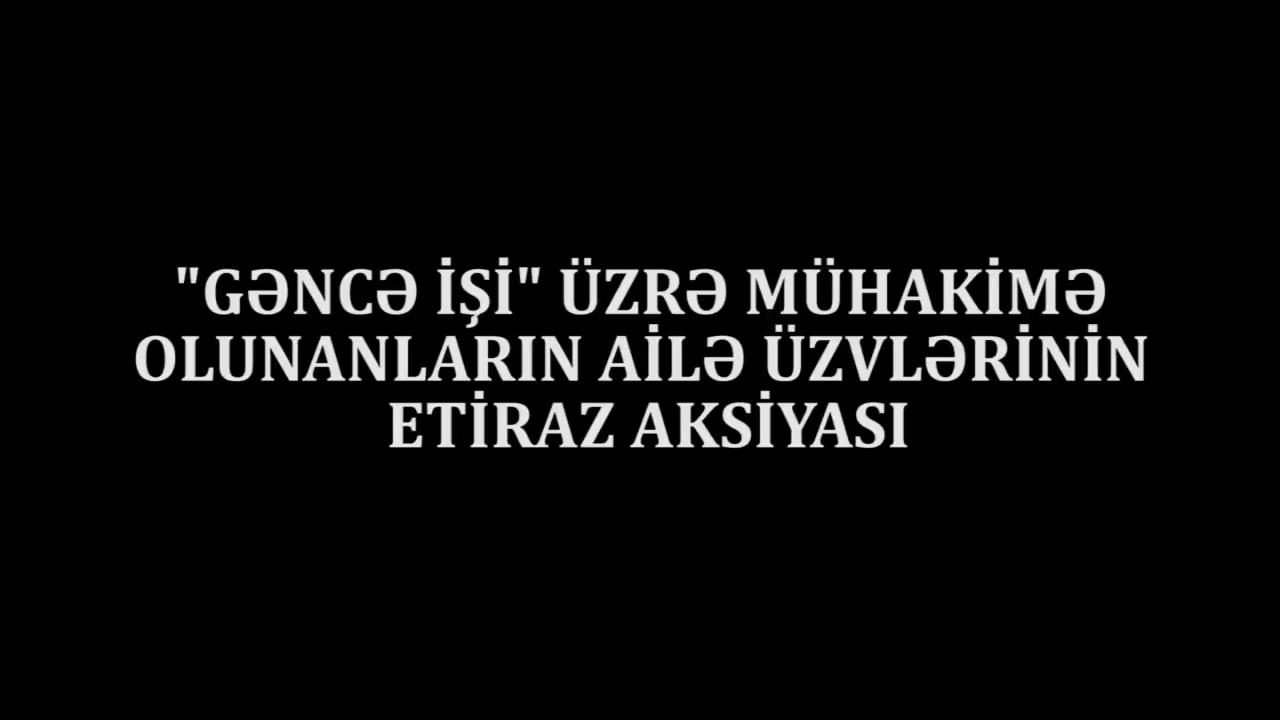 "GƏNCƏ İŞİ" ÜZRƏ MÜHAKİMƏ
OLUNANLARIN AİLƏ ÜZVLƏRİNİN
ETİRAZ AKSİYASI